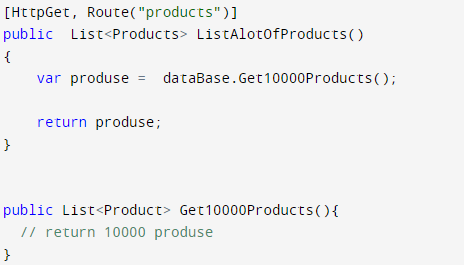 [HttpGet, Route("products")]
public  List<Products> ListAlotOfProducts()
{
    var produse =  dataBase.Get10000Products();
    return produse;
}
public List<Product> Get10000Products(){
  // return 10000 produse
}